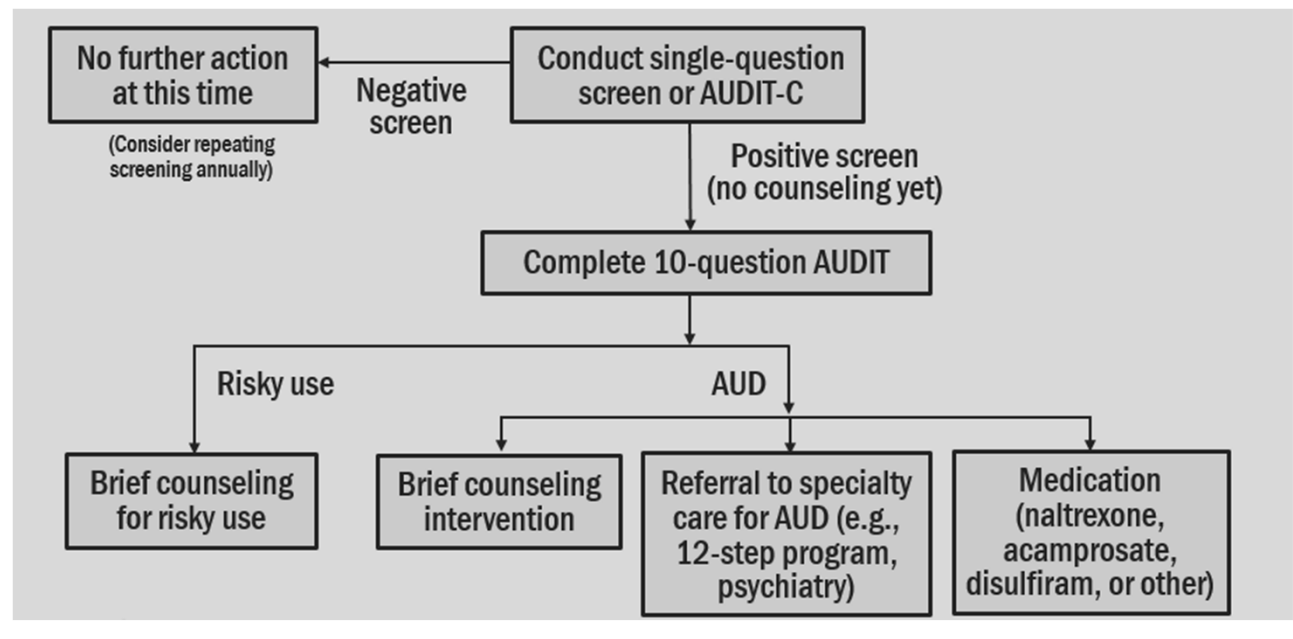 No further action
at this time
(Consider repeating
screening annually)
Negative
screen
Conduct single-question
screen or AUDIT-C
Positive screen
(no counseling yet)
Complete 10-question AUDIT
Risky use
AUD
Brief counseling
for risky use
Brief counseling
intervention
Referral to specialty
care for AUD (e.g.,
12-step program,
psychiatry)
Medication
(naltrexone,
acamprosate,
disulfiram, or other)